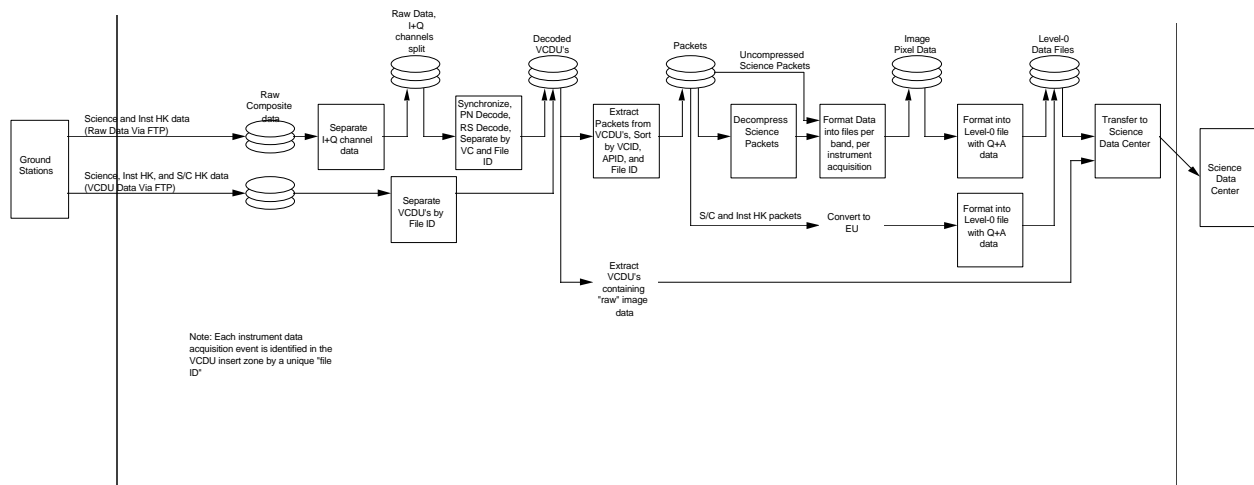 Raw Data,
I+Q
channels
split
Decoded
VCDU's
Packets
Uncompressed
Science Packets
Image
Pixel Data
Level-0
Data Files
Science and Inst HK data
(Raw Data Via FTP)
Raw
Composite
data
Separate
I+Q channel
data
Synchronize,
PN Decode,
RS Decode,
Separate by
VC and File
ID
Extract
Packets from
VCDU's, Sort
by VCID,
APID, and
File ID
Decompress
Science
Packets
Format Data
into files per
band, per
instrument
acquisition
Format into
Level-0 file
with Q+A
data
Transfer to
Science
Data Center
Ground
Stations
Science, Inst HK, and S/C HK data
(VCDU Data Via FTP)
Separate
VCDU's by
File ID
S/C and Inst HK packets
Convert to
EU
Format into
Level-0 file
with Q+A
data
Science
Data
Center
Extract
VCDU's
containing
"raw" image
data
Note: Each instrument data
acquisition event is identified in the
VCDU insert zone by a unique "file
ID"